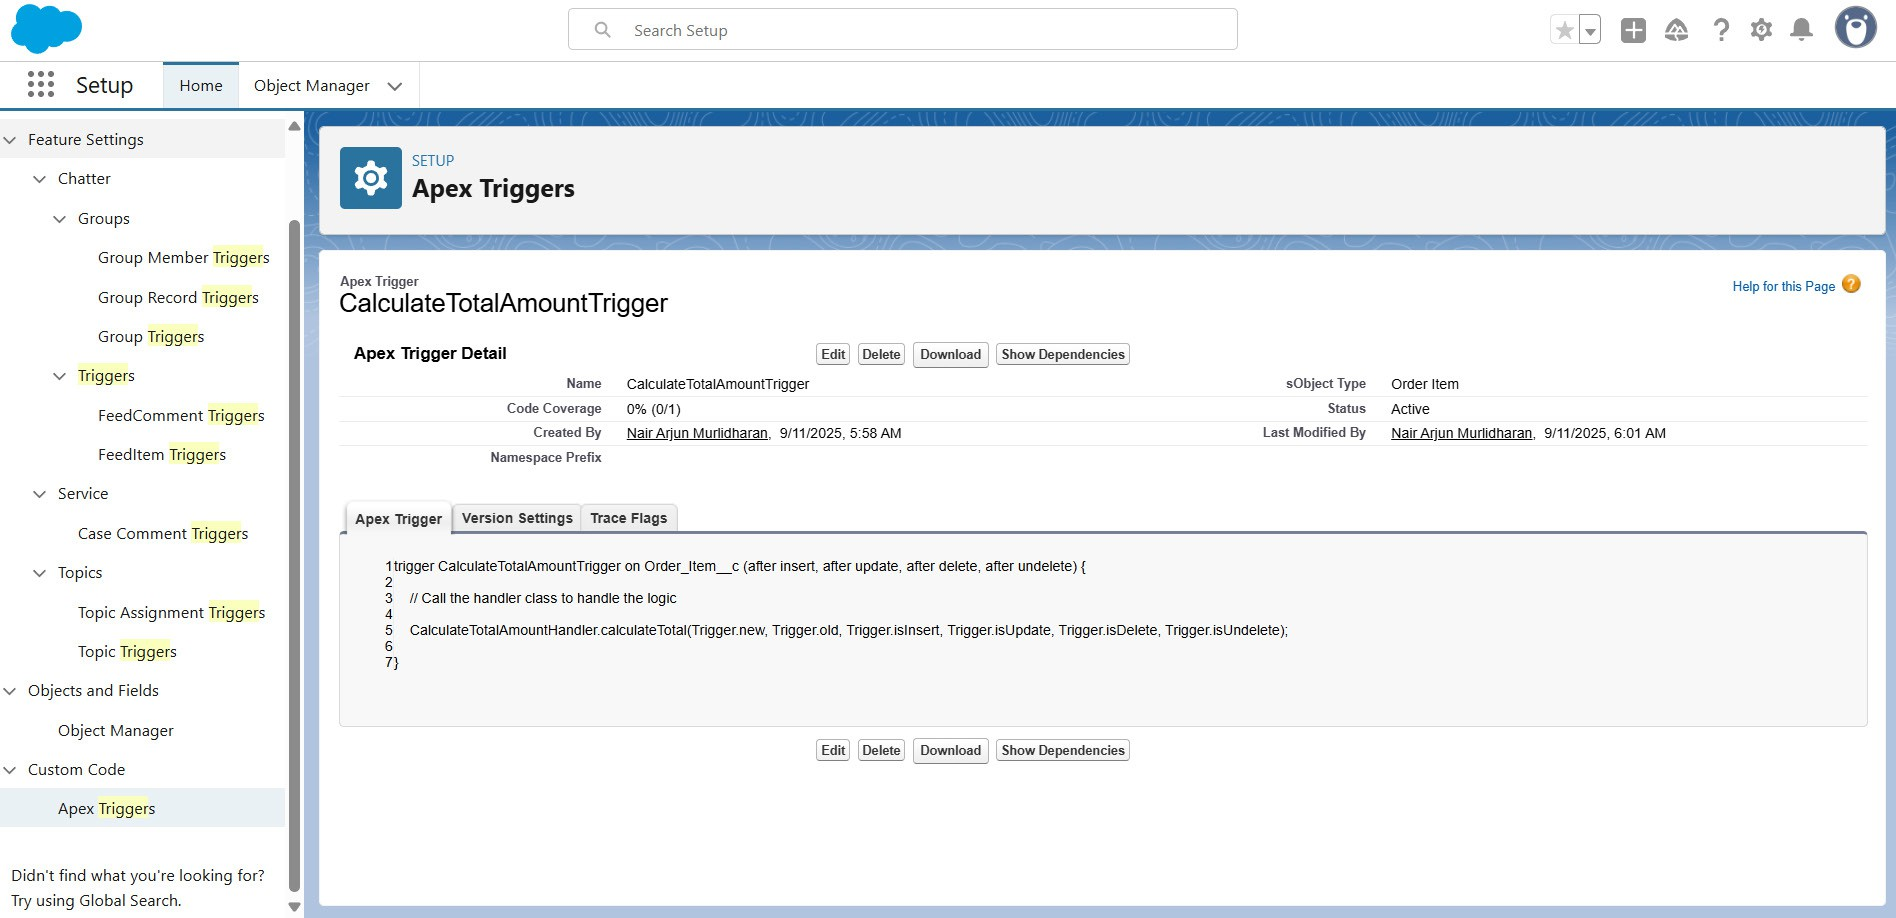 Search Setup
Setup
Home
Object Manager
Feature Settings
Chatter
Groups
Group Member Triggers
Group Record Triggers
Group Triggers
Triggers
FeedComment Triggers
FeedItem Triggers
Service
Case Comment Triggers
Topics
Topic Assignment Triggers
Topic Triggers
Objects and Fields
Object Manager
Custom Code
Apex Triggers
Didn't find what you're looking for?
Try using Global Search.
SETUP
Apex Triggers
Apex Trigger
CalculateTotalAmountTrigger
Help for this Page
Apex Trigger Detail Edit Delete Download Show Dependencies
Name CalculateTotalAmountTrigger sObject Type Order Item
Code Coverage 0% (0/1) Status Active
Created By Nair Arjun Murlidharan, 9/11/2025, 5:58 AM Last Modified By Nair Arjun Murlidharan, 9/11/2025, 6:01 AM
Namespace Prefix
Apex Trigger Version Settings Trace Flags
1 trigger CalculateTotalAmountTrigger on Order_Item__c (after insert, after update, after delete, after undelete) {
2
3 // Call the handler class to handle the logic
4
5 CalculateTotalAmountHandler.calculateTotal(Trigger.new, Trigger.old, Trigger.isInsert, Trigger.isUpdate, Trigger.isDelete, Trigger.isUndelete);
6
7 }
Edit Delete Download Show Dependencies